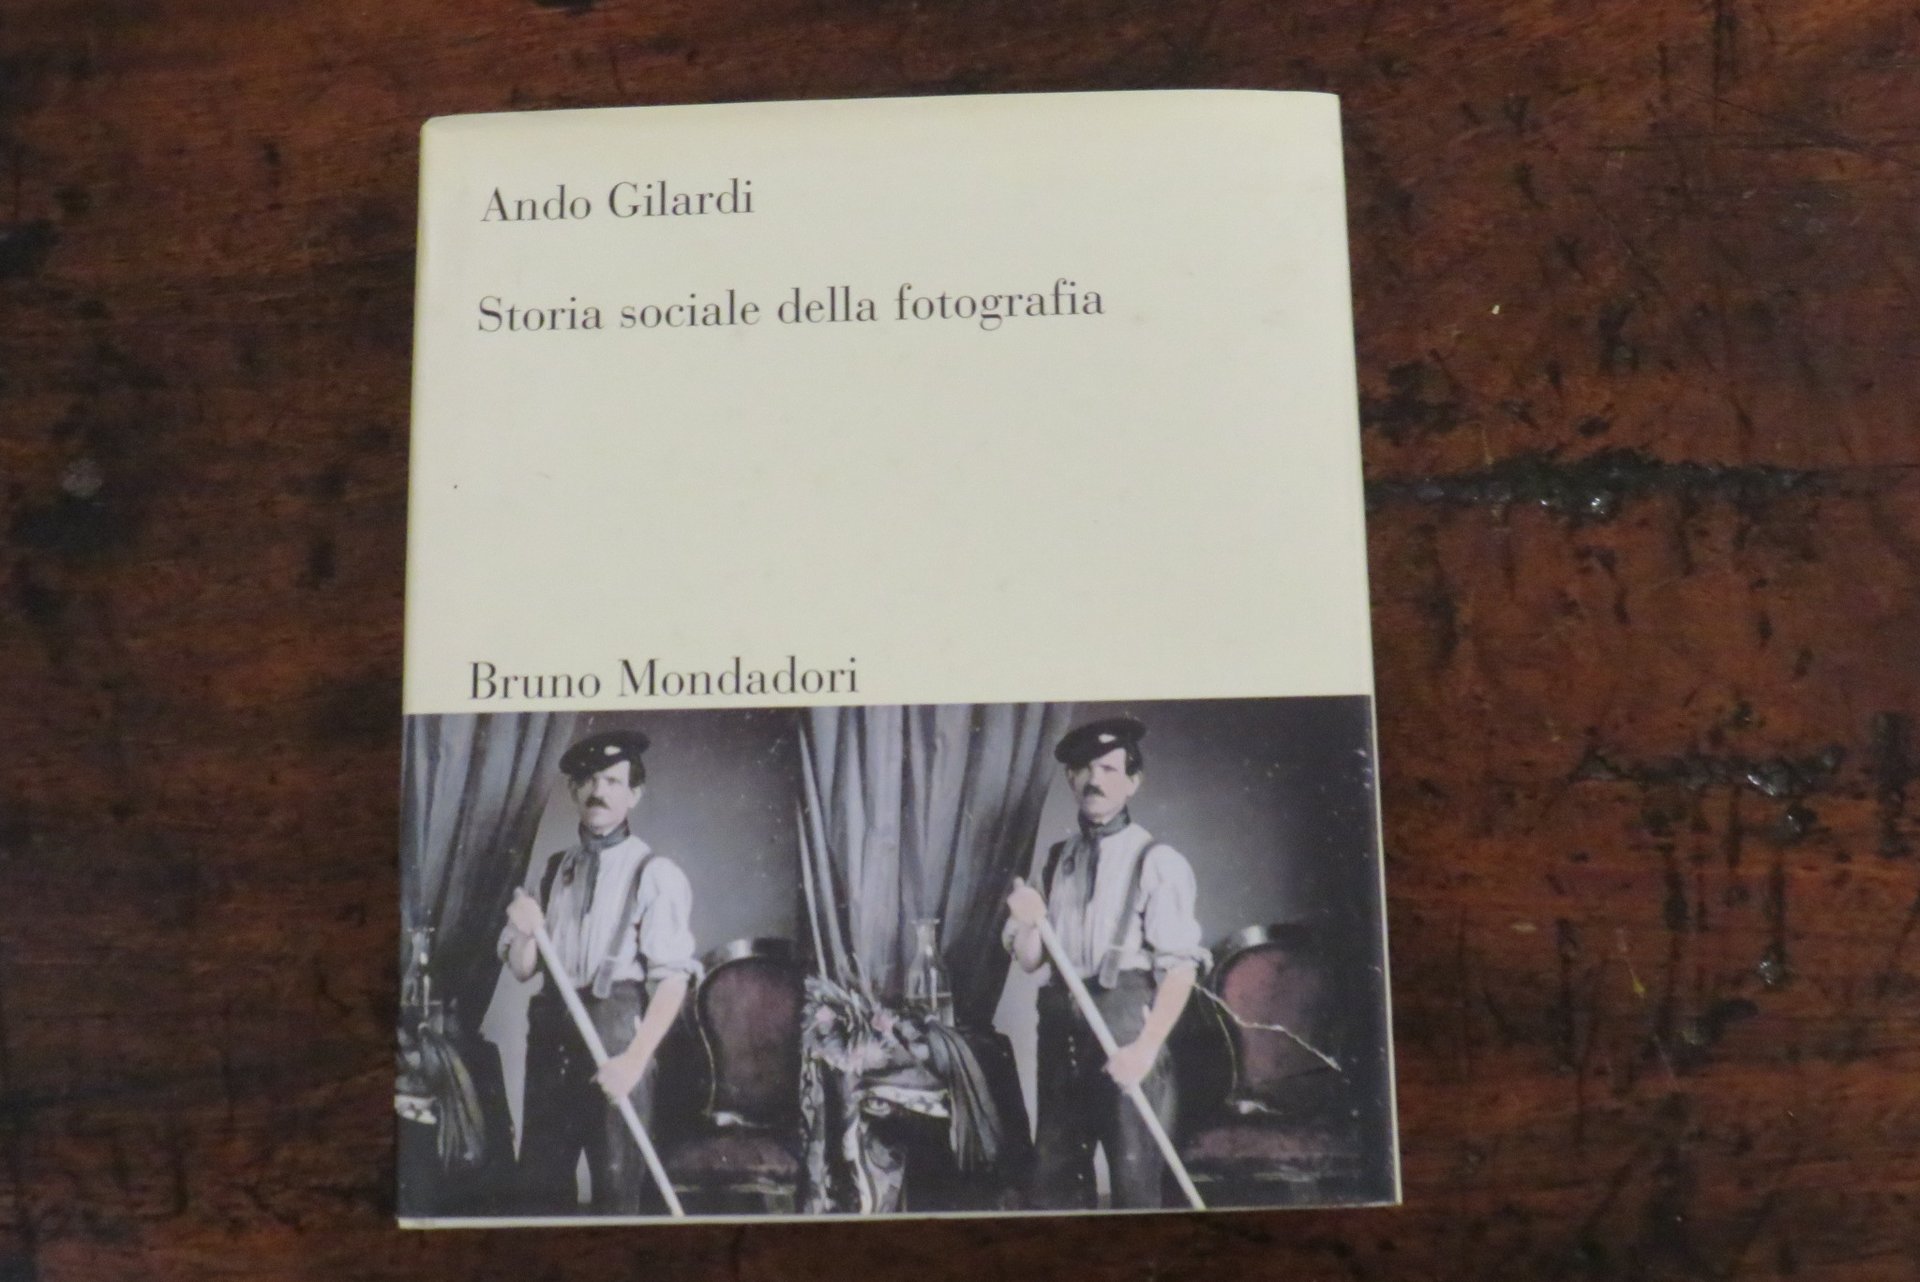 Ando Gilardi
Storia sociale della fotografia
Bruno Mondadori